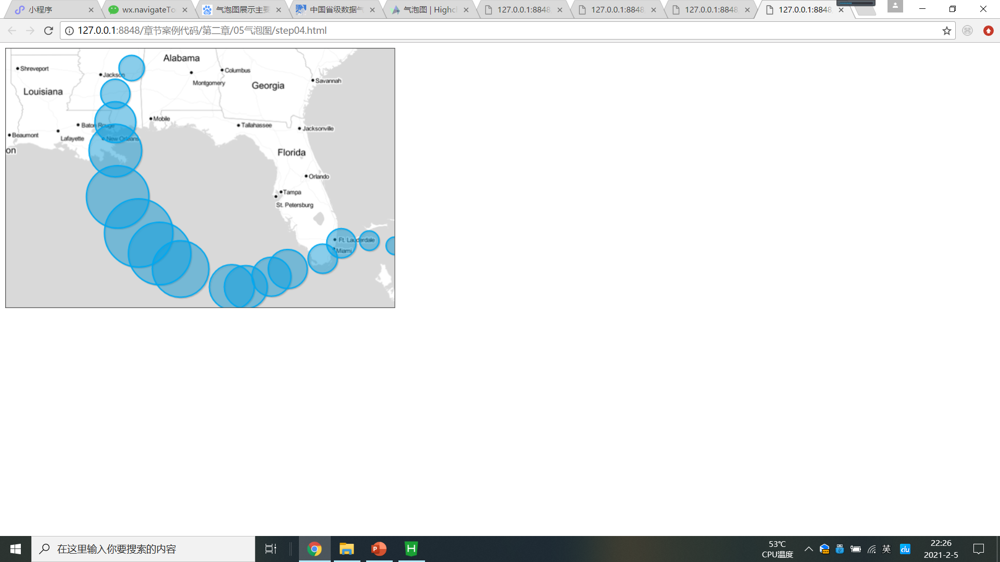 小程序
wx.navigateTo
气泡图展示主要
中国省级数据气
气泡图 | Highch
127.0.0.1:8848
127.0.0.1:8848
127.0.0.1:8848
127.0.0.1:8848
127.0.0.1:8848/章节案例代码/第二章/05气泡图/step04.html
Alabama
Shreveport
Columbus
Jackson
Montgomery
Savannah
Georgia
Louisiana
Mobile
Baton Rouge
Tallahassee
Jacksonville
Beaumont
Lafayette
New Orleans
on
Florida
Orlando
Tampa
St. Petersburg
Ft. Lauderdale
Miami
在这里输入你要搜索的内容
P
H
53℃
CPU温度
英
du
22:26
2021-2-5